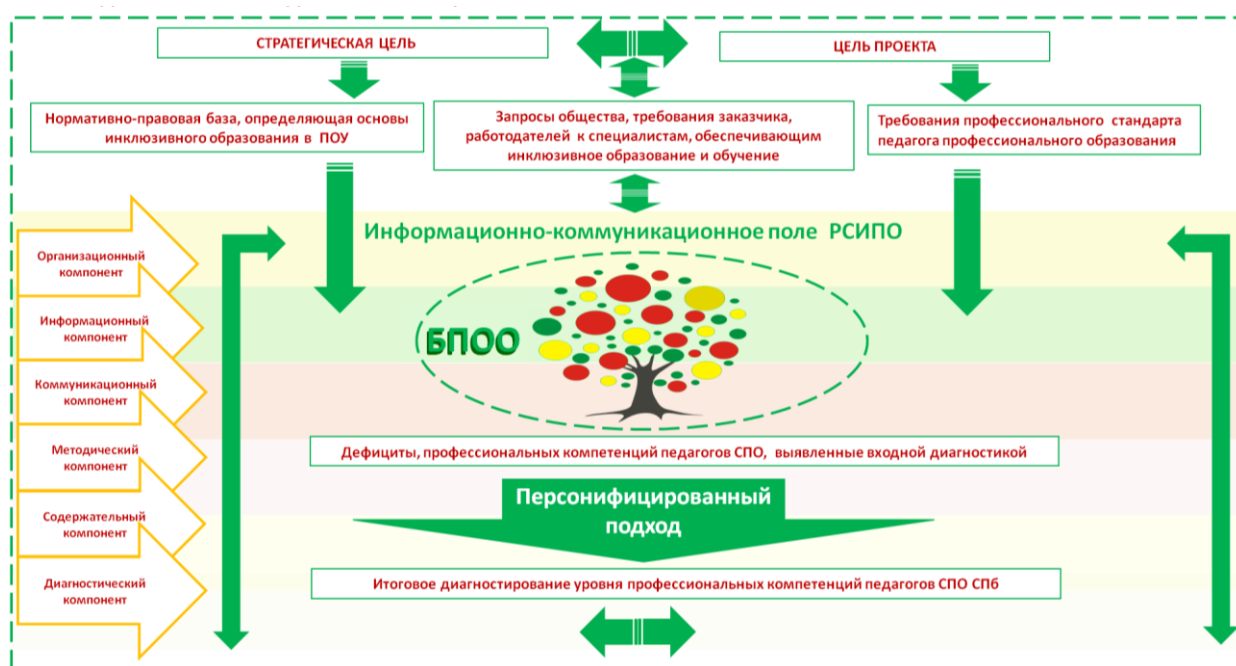 СТРАТЕГИЧЕСКАЯ ЦЕЛЬ
ЦЕЛЬ ПРОЕКТА
Нормативно-правовая база, определяющая основы
инклюзивного образования в ПОУ
Запросы общества, требования заказчика,
работодателей к специалистам, обеспечивающим
инклюзивное образование и обучение
Требования профессионального стандарта
педагога профессионального образования
Информационно-коммуникационное поле РСИПО
Организационный
компонент
Информационный
компонент
БПОО
Коммуникационный
компонент
Методический
компонент
Дефициты, профессиональных компетенций педагогов СПО, выявленные входной диагностикой
Персонифицированный
подход
Содержательный
компонент
Диагностический
компонент
Итоговое диагностирование уровня профессиональных компетенций педагогов СПО СПб